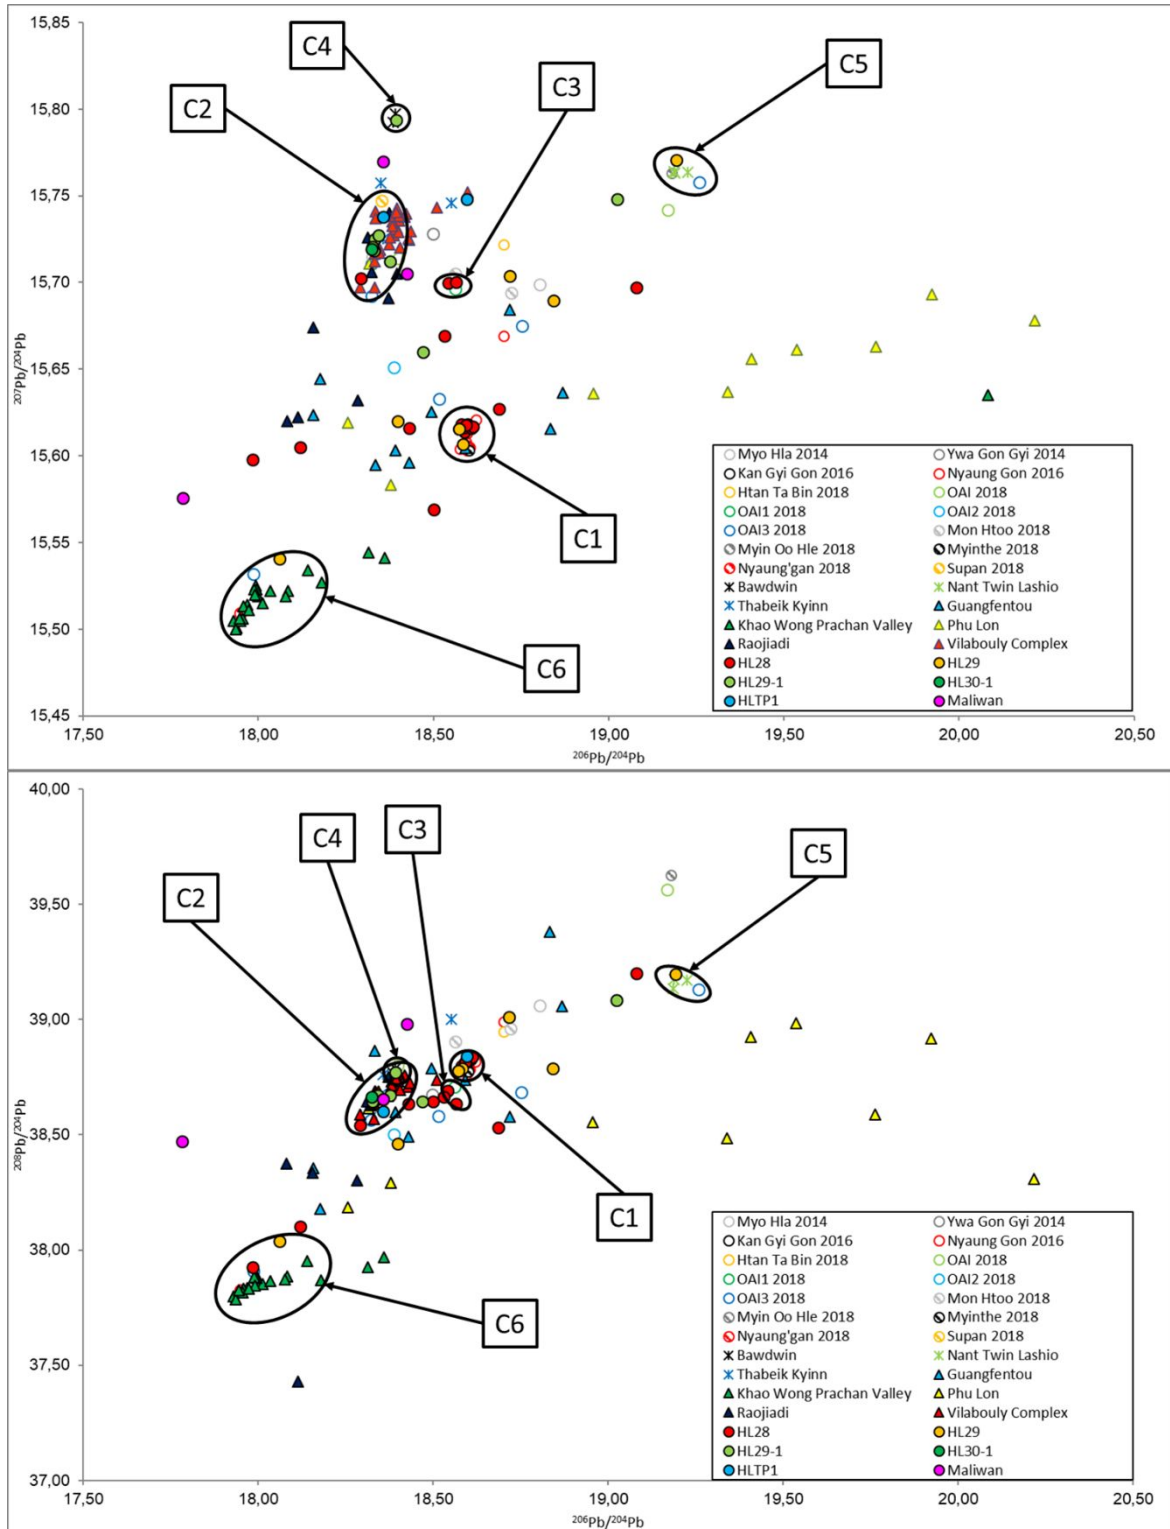 15,85
15,80
15,75
15,70
15,65
15,60
15,55
15,50
15,45
207Pb/204Pb
C4
C3
C5
C2
C1
C6
Myo Hla 2014 Ywa Gon Gyi 2014
Kan Gyi Gon 2016 Nyaung Gon 2016
Htan Ta Bin 2018 OAI 2018
OAI1 2018 OAI2 2018
OAI3 2018 Mon Htoo 2018
Myin Oo Hle 2018 Myinthe 2018
Nyaung'gan 2018 Supan 2018
Bawdwin Nant Twin Lashio
Thabeik Kyinn Guangfentou
Khao Wong Prachan Valley Phu Lon
Raojiadi Vilabouly Complex
HL28 HL29
HL29-1 HL30-1
HLTP1 Maliwan
17,50 18,00 18,50 19,00 19,50 20,00 20,50
206Pb/204Pb
40,00
39,50
39,00
38,50
38,00
37,50
37,00
208Pb/204Pb
C4
C3
C5
C2
C1
C6
Myo Hla 2014 Ywa Gon Gyi 2014
Kan Gyi Gon 2016 Nyaung Gon 2016
Htan Ta Bin 2018 OAI 2018
OAI1 2018 OAI2 2018
OAI3 2018 Mon Htoo 2018
Myin Oo Hle 2018 Myinthe 2018
Nyaung'gan 2018 Supan 2018
Bawdwin Nant Twin Lashio
Thabeik Kyinn Guangfentou
Khao Wong Prachan Valley Phu Lon
Raojiadi Vilabouly Complex
HL28 HL29
HL29-1 HL30-1
HLTP1 Maliwan
17,50 18,00 18,50 19,00 19,50 20,00 20,50
206Pb/204Pb